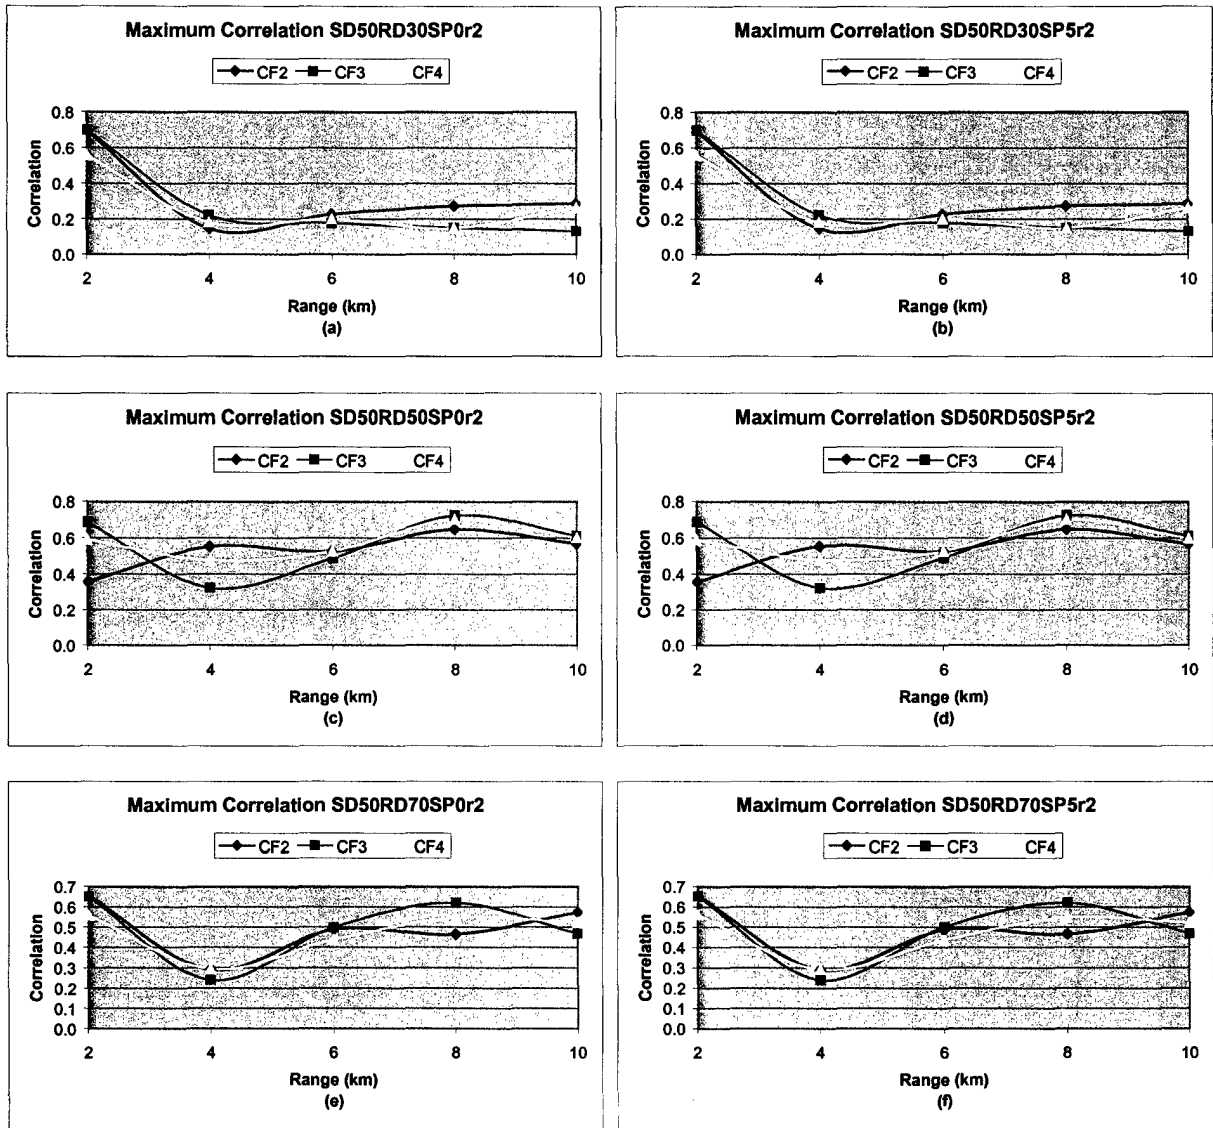 Maximum Correlation SD50RD30SP0r2
CF2 CF3 CF4
Correlation
0.8
0.6
0.4
0.2
0.0
2 4 6 8 10
Range (km)
(a)
Maximum Correlation SD50RD30SP5r2
CF2 CF3 CF4
Correlation
0.8
0.6
0.4
0.2
0.0
2 4 6 8 10
Range (km)
(b)
Maximum Correlation SD50RD50SP0r2
CF2 CF3 CF4
Correlation
0.8
0.6
0.4
0.2
0.0
2 4 6 8 10
Range (km)
(c)
Maximum Correlation SD50RD50SP5r2
CF2 CF3 CF4
Correlation
0.8
0.6
0.4
0.2
0.0
2 4 6 8 10
Range (km)
(d)
Maximum Correlation SD50RD70SP0r2
CF2 CF3 CF4
Correlation
0.7
0.6
0.5
0.4
0.3
0.2
0.1
0.0
2 4 6 8 10
Range (km)
(e)
Maximum Correlation SD50RD70SP5r2
CF2 CF3 CF4
Correlation
0.7
0.6
0.5
0.4
0.3
0.2
0.1
0.0
2 4 6 8 10
Range (km)
(f)